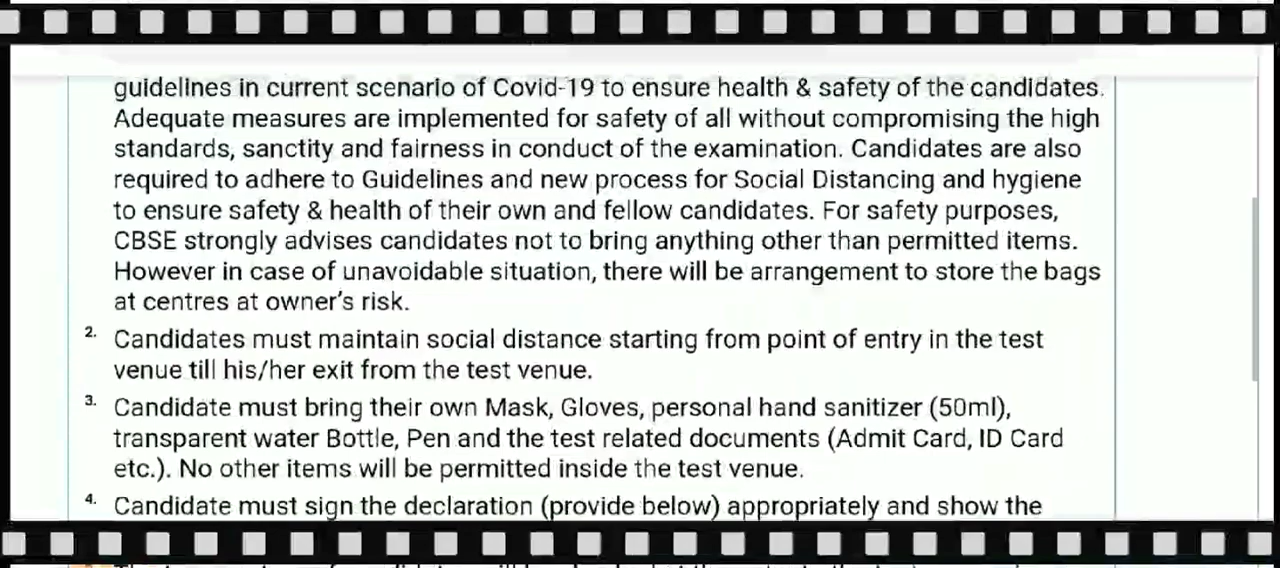 guidelines in current scenario of Covid-19 to ensure health & safety of the candidates.
Adequate measures are implemented for safety of all without compromising the high
standards, sanctity and fairness in conduct of the examination. Candidates are also
required to adhere to Guidelines and new process for Social Distancing and hygiene
to ensure safety & health of their own and fellow candidates. For safety purposes,
CBSE strongly advises candidates not to bring anything other than permitted items.
However in case of unavoidable situation, there will be arrangement to store the bags
at centres at owner's risk.
2. Candidates must maintain social distance starting from point of entry in the test
venue till his/her exit from the test venue.
3. Candidate must bring their own Mask, Gloves, personal hand sanitizer (50ml),
transparent water Bottle, Pen and the test related documents (Admit Card, ID Card
etc.). No other items will be permitted inside the test venue.
4. Candidate must sign the declaration (provide below) appropriately and show the